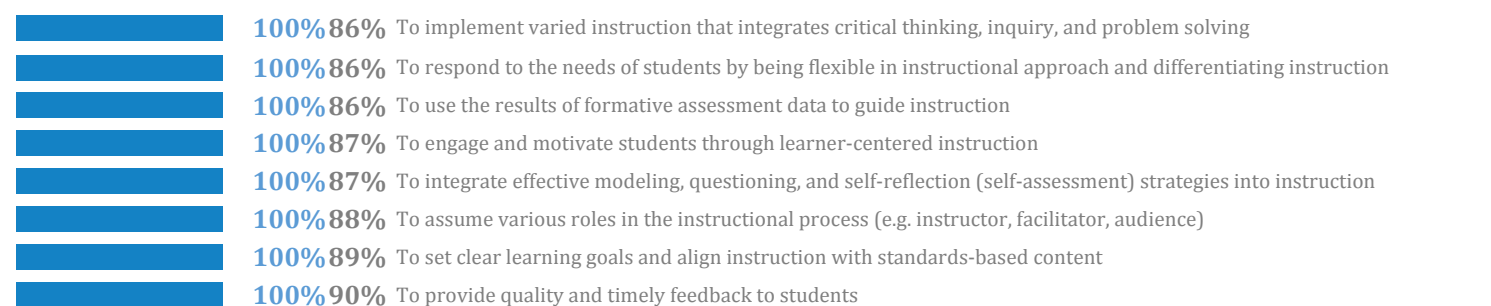 100% 86% To implement varied instruction that integrates critical thinking, inquiry, and problem solving
100% 86% To respond to the needs of students by being flexible in instructional approach and differentiating instruction
100% 86% To use the results of formative assessment data to guide instruction
100% 87% To engage and motivate students through learner-centered instruction
100% 87% To integrate effective modeling, questioning, and self-reflection (self-assessment) strategies into instruction
100% 88% To assume various roles in the instructional process (e.g. instructor, facilitator, audience)
100% 89% To set clear learning goals and align instruction with standards-based content
100% 90% To provide quality and timely feedback to students